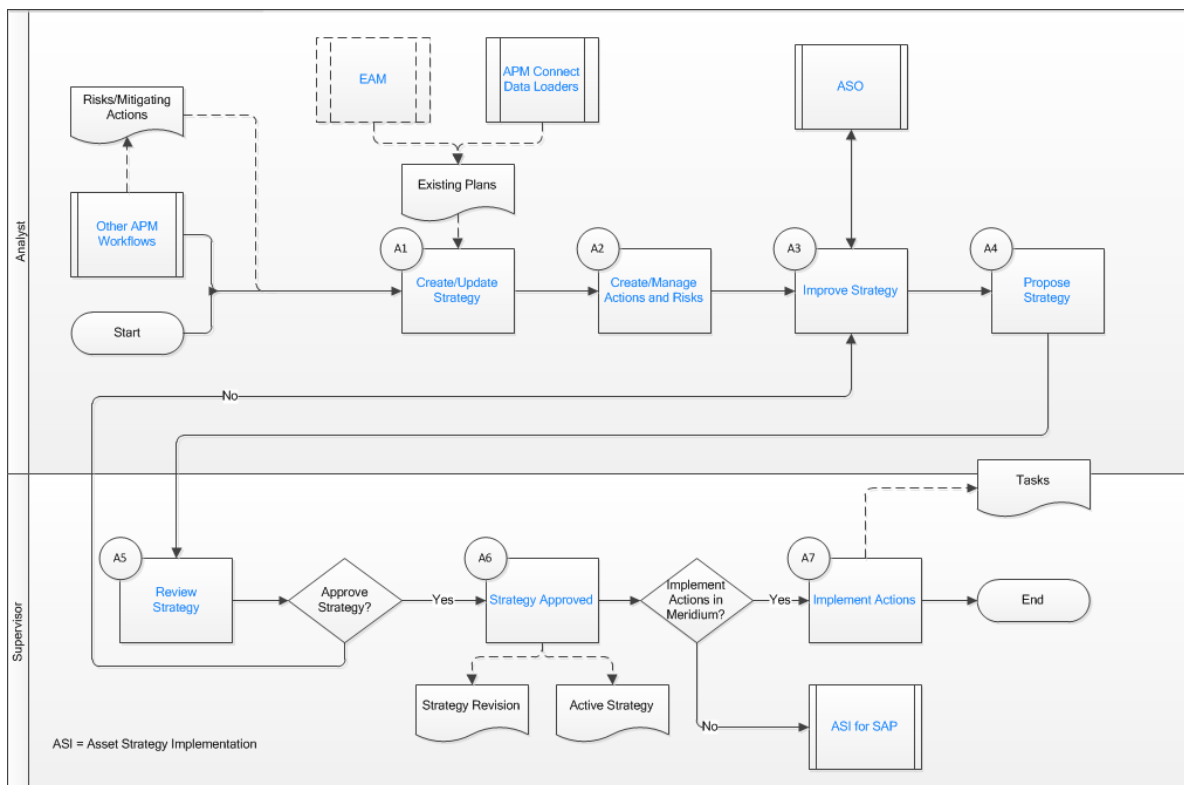 Analyst
EAM
APM Connect
Data Loaders
ASO
Risks/Mitigating
Actions
Existing Plans
Other APM
Workflows
A1
A2
A3
A4
Create/Update
Strategy
Create/Manage
Actions and Risks
Improve Strategy
Propose
Strategy
Start
No
Supervisor
Tasks
A5
A6
A7
Review
Strategy
Approve
Strategy?
Yes
Strategy Approved
Implement
Actions in
Meridium?
Yes
Implement Actions
End
Strategy Revision
Active Strategy
No
ASI for SAP
ASI = Asset Strategy Implementation